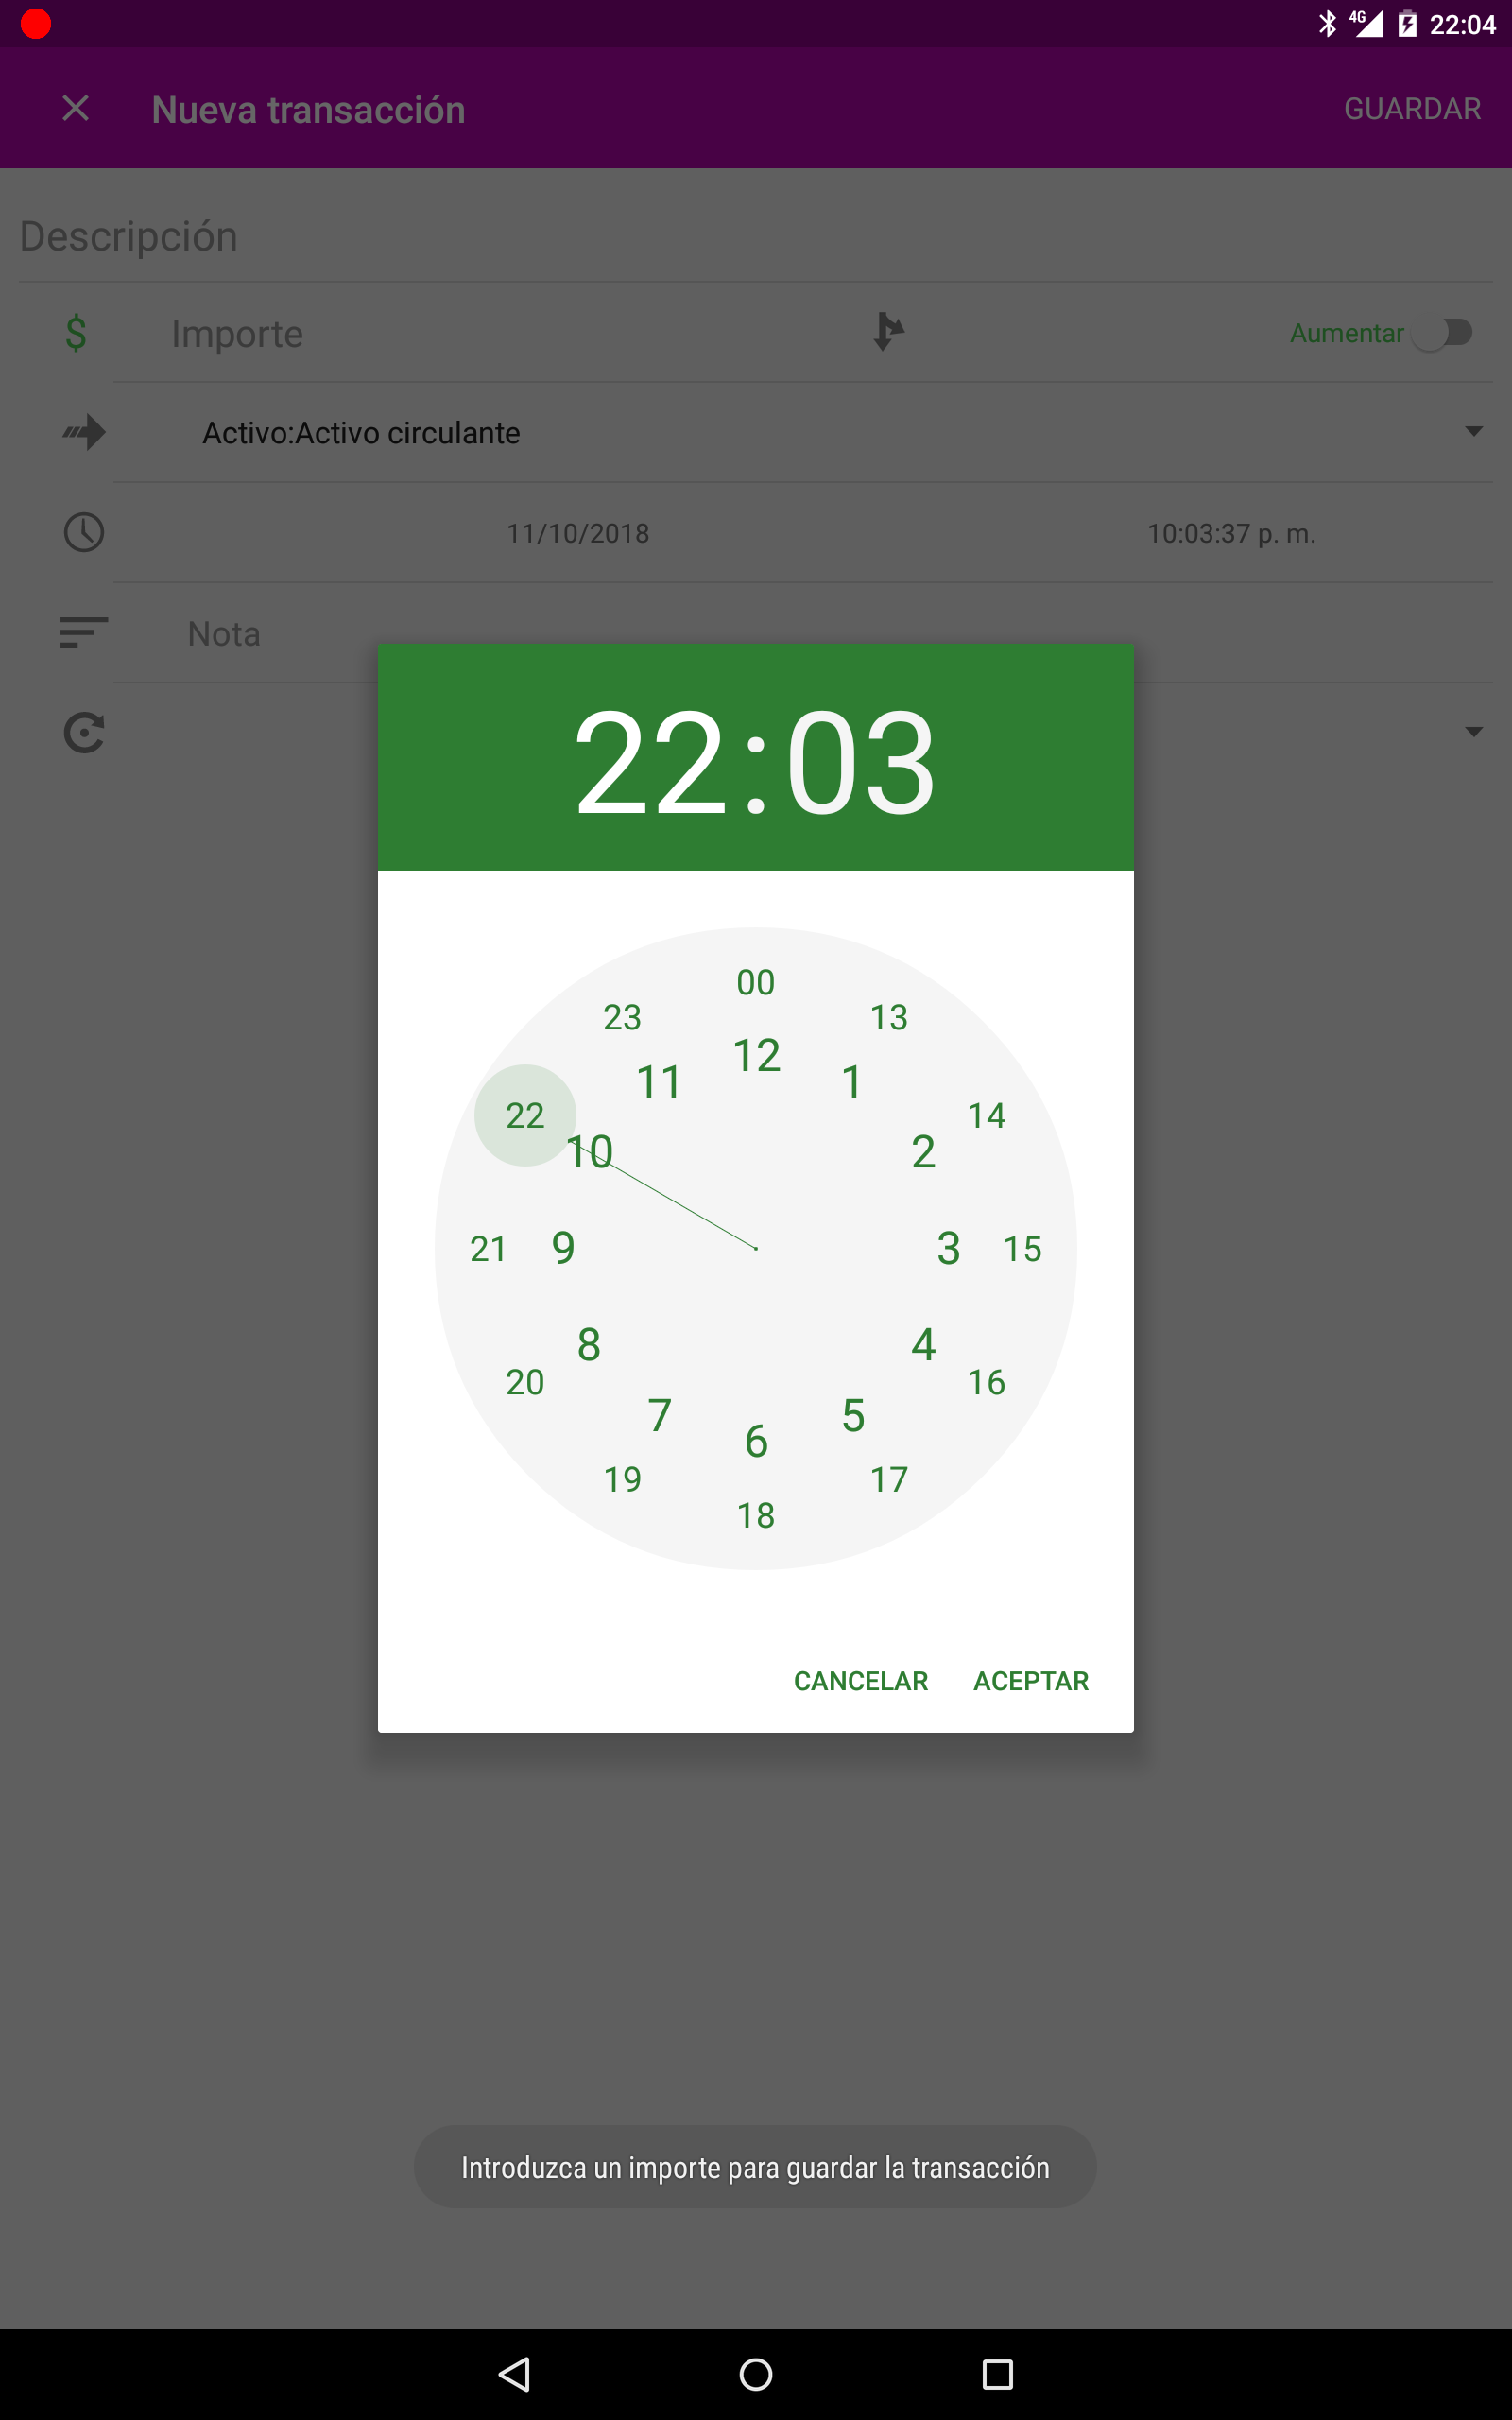 4G 22:04
Nueva transacción GUARDAR
Descripción
$ Importe Aumentar
Activo:Activo circulante
11/10/2018 10:03:37 p. m.
Nota
22:03
00
23 13
12
11 1
22 14
10 2
21 9 3 15
8 4
20 16
7 5
6
19 17
18
CANCELAR ACEPTAR
Introduzca un importe para guardar la transacción